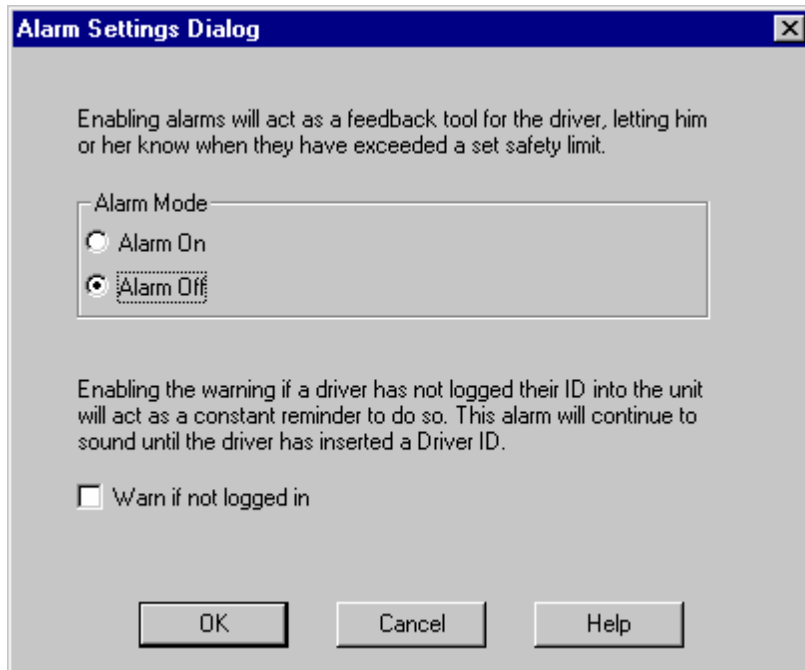 Alarm Settings Dialog
Enabling alarms will act as a feedback tool for the driver, letting him
or her know when they have exceeded a set safety limit.
Alarm Mode
Alarm On
Alarm Off
Enabling the warning if a driver has not logged their ID into the unit
will act as a constant reminder to do so. This alarm will continue to
sound until the driver has inserted a Driver ID.
Warn if not logged in
OK
Cancel
Help